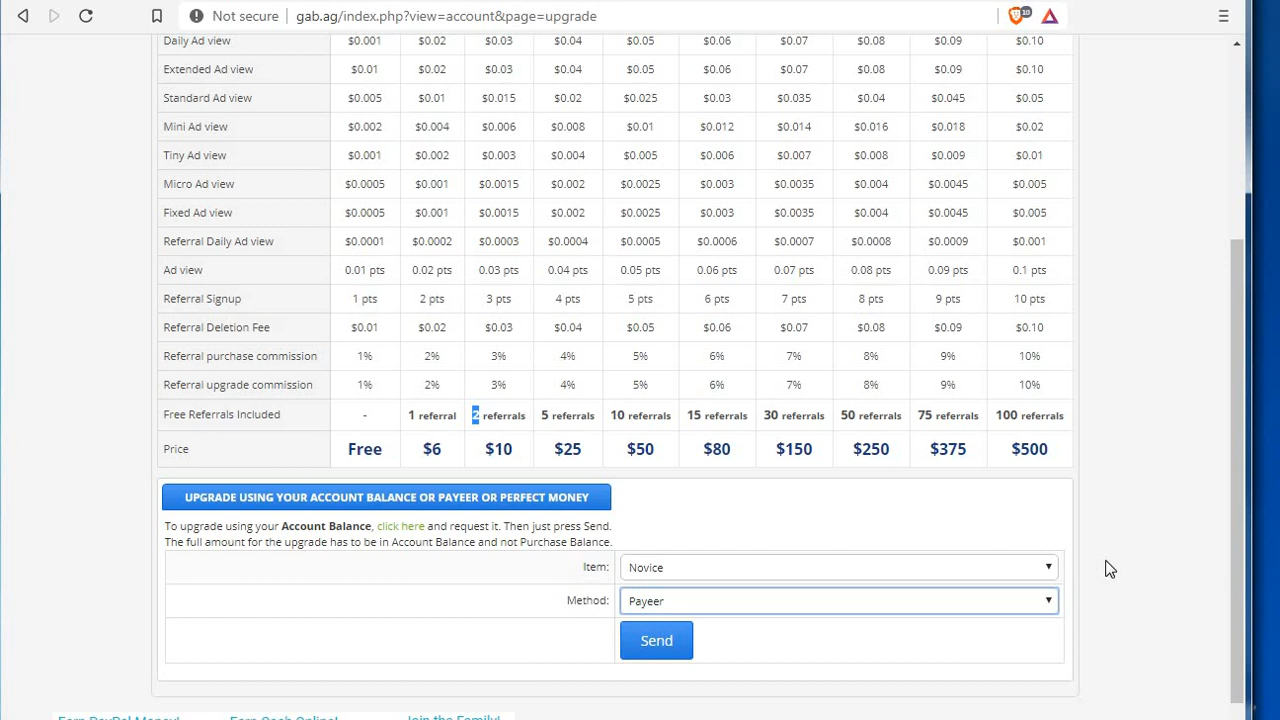 Not secure gab.ag/index.php?view=account&page=upgrade 10
Daily Ad view $0.001 $0.02 $0.03 $0.04 $0.05 $0.06 $0.07 $0.08 $0.09 $0.10
Extended Ad view $0.01 $0.02 $0.03 $0.04 $0.05 $0.06 $0.07 $0.08 $0.09 $0.10
Standard Ad view $0.005 $0.01 $0.015 $0.02 $0.025 $0.03 $0.035 $0.04 $0.045 $0.05
Mini Ad view $0.002 $0.004 $0.006 $0.008 $0.01 $0.012 $0.014 $0.016 $0.018 $0.02
Tiny Ad view $0.001 $0.002 $0.003 $0.004 $0.005 $0.006 $0.007 $0.008 $0.009 $0.01
Micro Ad view $0.0005 $0.001 $0.0015 $0.002 $0.0025 $0.003 $0.0035 $0.004 $0.0045 $0.005
Fixed Ad view $0.0005 $0.001 $0.0015 $0.002 $0.0025 $0.003 $0.0035 $0.004 $0.0045 $0.005
Referral Daily Ad view $0.0001 $0.0002 $0.0003 $0.0004 $0.0005 $0.0006 $0.0007 $0.0008 $0.0009 $0.001
Ad view 0.01 pts 0.02 pts 0.03 pts 0.04 pts 0.05 pts 0.06 pts 0.07 pts 0.08 pts 0.09 pts 0.1 pts
Referral Signup 1 pts 2 pts 3 pts 4 pts 5 pts 6 pts 7 pts 8 pts 9 pts 10 pts
Referral Deletion Fee $0.01 $0.02 $0.03 $0.04 $0.05 $0.06 $0.07 $0.08 $0.09 $0.10
Referral purchase commission 1% 2% 3% 4% 5% 6% 7% 8% 9% 10%
Referral upgrade commission 1% 2% 3% 4% 5% 6% 7% 8% 9% 10%
Free Referrals Included - 1 referral 2 referrals 5 referrals 10 referrals 15 referrals 30 referrals 50 referrals 75 referrals 100 referrals
Price Free $6 $10 $25 $50 $80 $150 $250 $375 $500
UPGRADE USING YOUR ACCOUNT BALANCE OR PAYEER OR PERFECT MONEY
To upgrade using your Account Balance, click here and request it. Then just press Send.
The full amount for the upgrade has to be in Account Balance and not Purchase Balance.
Item: Novice
Method: Payeer
Send
Earn PayPal Money! Earn Cash Online! Join the Family!